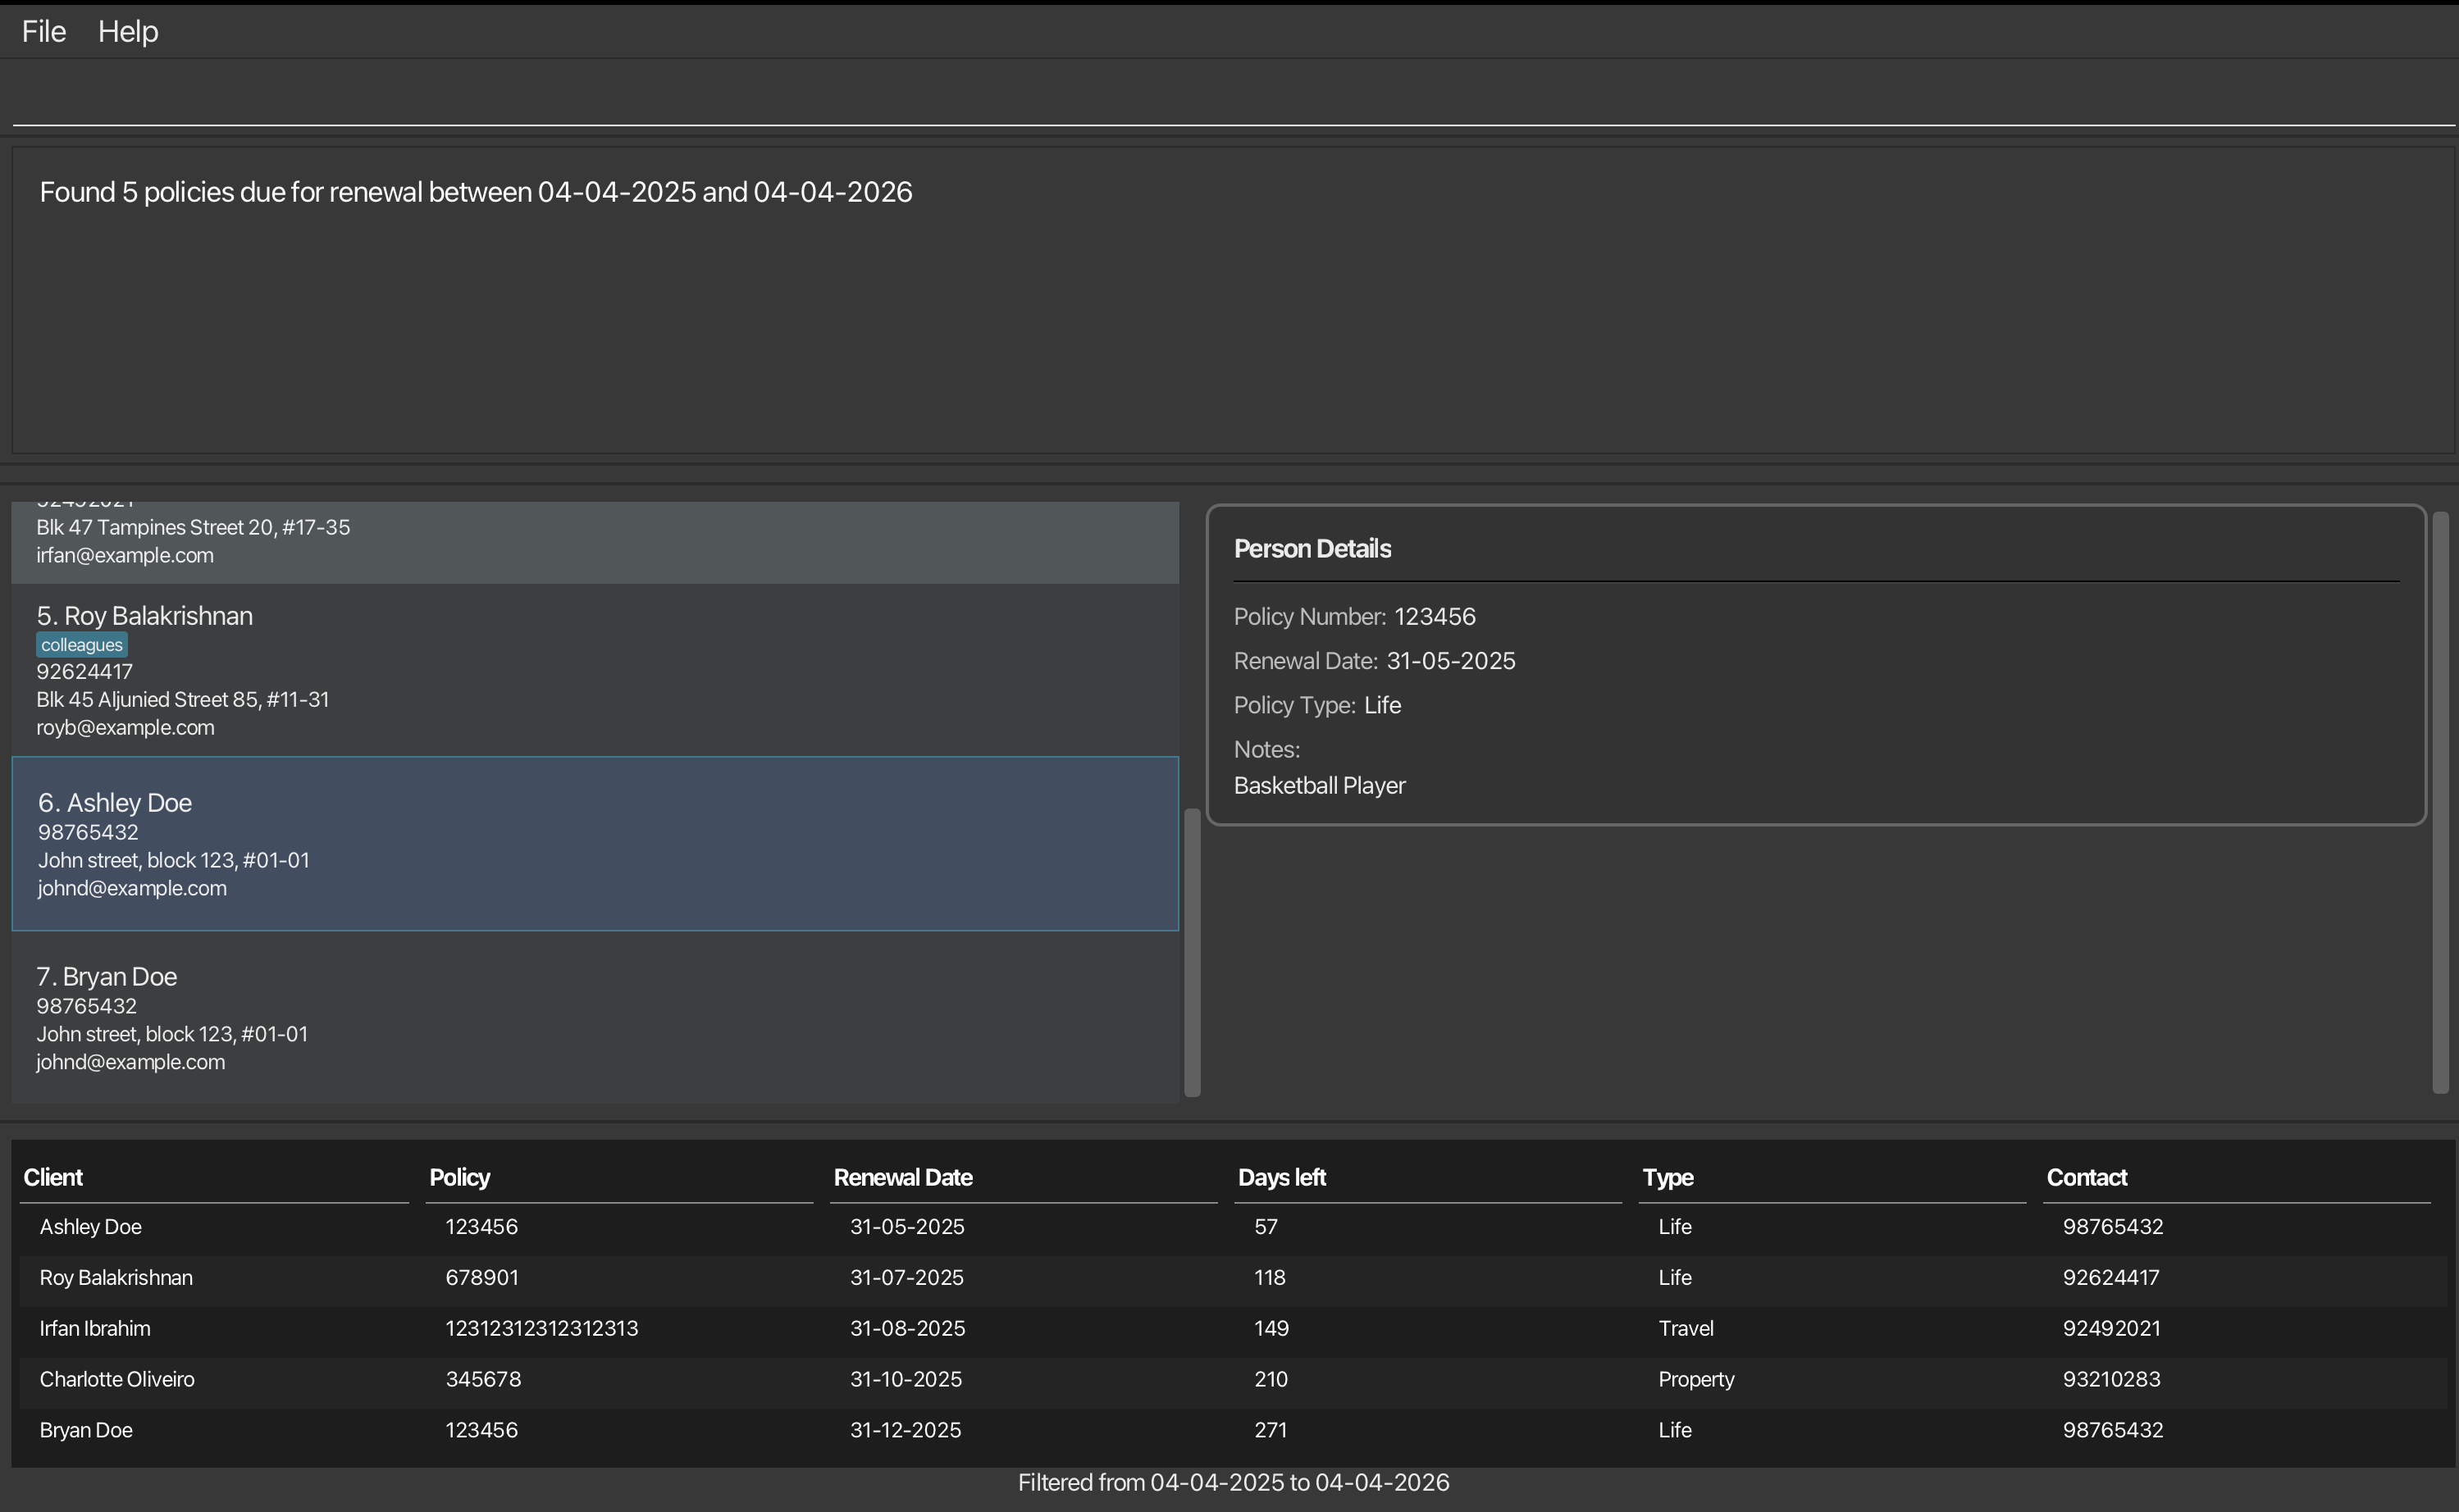 File Help
Found 5 policies due for renewal between 04-04-2025 and 04-04-2026
92492021
Blk 47 Tampines Street 20, #17-35
irfan@example.com
5. Roy Balakrishnan
colleagues
92624417
Blk 45 Aljunied Street 85, #11-31
royb@example.com
6. Ashley Doe
98765432
John street, block 123, #01-01
johnd@example.com
7. Bryan Doe
98765432
John street, block 123, #01-01
johnd@example.com
Person Details
Policy Number: 123456
Renewal Date: 31-05-2025
Policy Type: Life
Notes:
Basketball Player
Client Policy Renewal Date Days left Type Contact
Ashley Doe 123456 31-05-2025 57 Life 98765432
Roy Balakrishnan 678901 31-07-2025 118 Life 92624417
Irfan Ibrahim 12312312312312313 31-08-2025 149 Travel 92492021
Charlotte Oliveiro 345678 31-10-2025 210 Property 93210283
Bryan Doe 123456 31-12-2025 271 Life 98765432
Filtered from 04-04-2025 to 04-04-2026